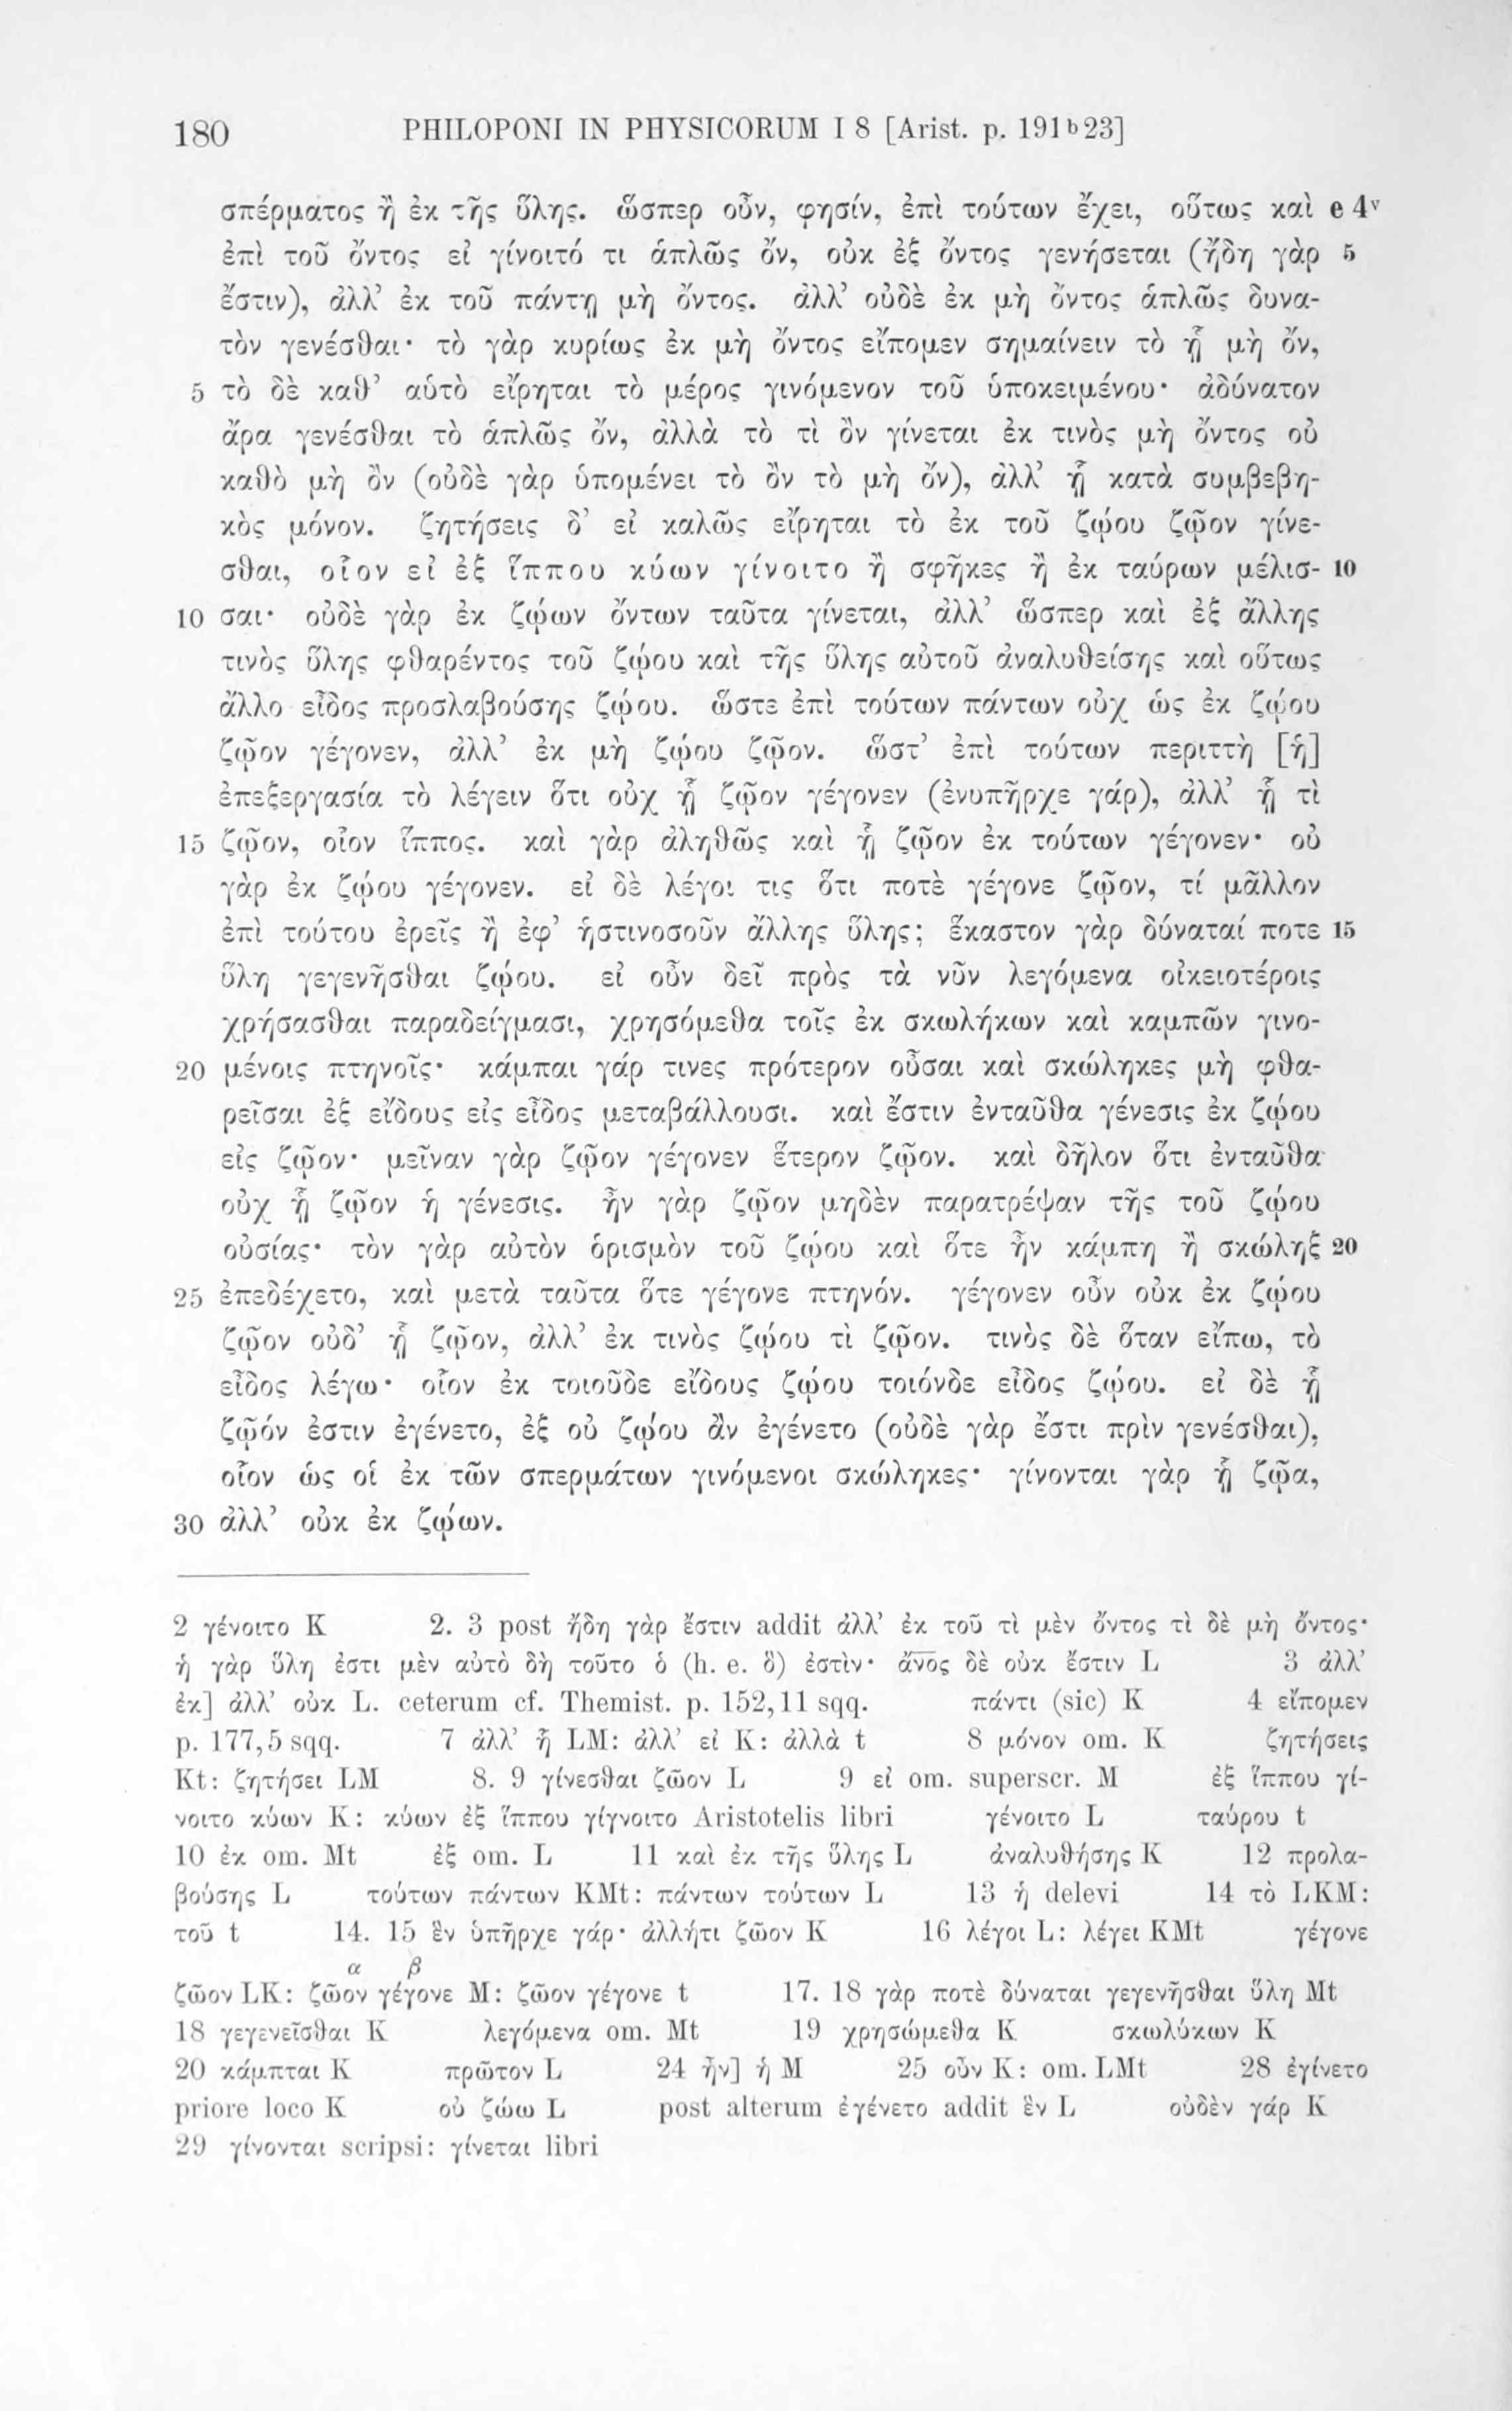 180 PHILOPONI IN PHYSICORUM I 8 [Arist. p. 191ᵇ23]
σπέρματος ἢ ἐκ τῆς ὕλης. ὥσπερ οὖν, φησίν, ἐπὶ τούτων ἔχει, οὕτως καὶ e 4ᵛ
ἐπὶ τοῦ ὄντος εἰ γίνοιτό τι ἁπλῶς ὄν, οὐκ ἐξ ὄντος γενήσεται (ἤδη γὰρ 5
ἔστιν), ἀλλ’ ἐκ τοῦ πάντῃ μὴ ὄντος. ἀλλ’ οὐδὲ ἐκ μὴ ὄντος ἁπλῶς δυνα-
τὸν γενέσθαι· τὸ γὰρ κυρίως ἐκ μὴ ὄντος εἴπομεν σημαίνειν τὸ ᾗ μὴ ὄν,
5 τὸ δὲ καθ’ αὑτὸ εἴρηται τὸ μέρος γινόμενον τοῦ ὑποκειμένου· ἀδύνατον
ἄρα γενέσθαι τὸ ἁπλῶς ὄν, ἀλλὰ τὸ τὶ ὂν γίνεται ἐκ τινὸς μὴ ὄντος οὐ
καθὸ μὴ ὂν (οὐδὲ γὰρ ὑπομένει τὸ ὂν τὸ μὴ ὄν), ἀλλ’ ᾗ κατὰ συμβεβη-
κὸς μόνον. ζητήσεις δ’ εἰ καλῶς εἴρηται τὸ ἐκ τοῦ ζῴου ζῷον γίνε-
σθαι, οἷον εἰ ἐξ ἵππου κύων γίνοιτο ἢ σφῆκες ἢ ἐκ ταύρων μέλισ- 10
10 σαι· οὐδὲ γὰρ ἐκ ζῴων ὄντων ταῦτα γίνεται, ἀλλ’ ὥσπερ καὶ ἐξ ἄλλης
τινὸς ὕλης φθαρέντος τοῦ ζῴου καὶ τῆς ὕλης αὐτοῦ ἀναλυθείσης καὶ οὕτως
ἄλλο εἶδος προσλαβούσης ζῴου. ὥστε ἐπὶ τούτων πάντων οὐχ ὡς ἐκ ζῴου
ζῷον γέγονεν, ἀλλ’ ἐκ μὴ ζῴου ζῷον. ὥστ’ ἐπὶ τούτων περιττὴ [ἡ]
ἐπεξεργασία τὸ λέγειν ὅτι οὐχ ᾗ ζῷον γέγονεν (ἐνυπῆρχε γάρ), ἀλλ’ ᾗ τὶ
15 ζῷον, οἷον ἵππος. καὶ γὰρ ἀληθῶς καὶ ᾗ ζῷον ἐκ τούτων γέγονεν· οὐ
γὰρ ἐκ ζῴου γέγονεν. εἰ δὲ λέγοι τις ὅτι ποτὲ γέγονε ζῷον, τί μᾶλλον
ἐπὶ τούτου ἐρεῖς ἢ ἐφ’ ἡστινοσοῦν ἄλλης ὕλης; ἕκαστον γὰρ δύναταί ποτε 15
ὕλη γεγενῆσθαι ζῴου. εἰ οὖν δεῖ πρὸς τὰ νῦν λεγόμενα οἰκειοτέροις
χρήσασθαι παραδείγμασι, χρησόμεθα τοῖς ἐκ σκωλήκων καὶ καμπῶν γινο-
20 μένοις πτηνοῖς· κάμπαι γάρ τινες πρότερον οὖσαι καὶ σκώληκες μὴ φθα-
ρεῖσαι ἐξ εἴδους εἰς εἶδος μεταβάλλουσι. καὶ ἔστιν ἐνταῦθα γένεσις ἐκ ζῴου
εἰς ζῷον· μεῖναν γὰρ ζῷον γέγονεν ἕτερον ζῷον. καὶ δῆλον ὅτι ἐνταῦθα
οὐχ ᾗ ζῷον ἡ γένεσις. ἦν γὰρ ζῷον μηδὲν παρατρέψαν τῆς τοῦ ζῴου
οὐσίας· τὸν γὰρ αὐτὸν ὁρισμὸν τοῦ ζῴου καὶ ὅτε ἦν κάμπη ἢ σκώληξ 20
25 ἐπεδέχετο, καὶ μετὰ ταῦτα ὅτε γέγονε πτηνόν. γέγονεν οὖν οὐκ ἐκ ζῴου
ζῷον οὐδ’ ᾗ ζῷον, ἀλλ’ ἐκ τινὸς ζῴου τὶ ζῷον. τινὸς δὲ ὅταν εἴπω, τὸ
εἶδος λέγω· οἷον ἐκ τοιοῦδε εἴδους ζῴου τοιόνδε εἶδος ζῴου. εἰ δὲ ᾗ
ζῷόν ἐστιν ἐγένετο, ἐξ οὐ ζῴου ἂν ἐγένετο (οὐδὲ γὰρ ἔστι πρὶν γενέσθαι),
οἷον ὡς οἱ ἐκ τῶν σπερμάτων γινόμενοι σκώληκες· γίνονται γὰρ ᾗ ζῷα,
30 ἀλλ’ οὐκ ἐκ ζῴων.
2 γένοιτο K 2. 3 post ἤδη γὰρ ἔστιν addit ἀλλ’ ἐκ τοῦ τὶ μὲν ὄντος τὶ δὲ μὴ ὄντος·
ἡ γὰρ ὕλη ἐστι μὲν αὐτὸ δὴ τοῦτο ὁ (h. e. ὃ) ἐστὶν· ἄν̅ο̅ς δὲ οὐκ ἔστιν L 3 ἀλλ’
ἐκ] ἀλλ’ οὐκ L. ceterum cf. Themist. p. 152,11 sqq. πάντι (sic) K 4 εἴπομεν
p. 177,5 sqq. 7 ἀλλ’ ᾗ LM: ἀλλ’ εἰ K: ἀλλὰ t 8 μόνον om. K ζητήσεις
Kt: ζητήσει LM 8. 9 γίνεσθαι ζῶον L 9 εἰ om. superscr. M ἐξ ἵππου γί-
νοιτο κύων K: κύων ἐξ ἵππου γίγνοιτο Aristotelis libri γένοιτο L ταύρου t
10 ἐκ om. Mt ἐξ om. L 11 καὶ ἐκ τῆς ὕλης L ἀναλυθήσης K 12 προλα-
βούσης L τούτων πάντων KMt: πάντων τούτων L 13 ἡ delevi 14 τὸ LKM:
τοῦ t 14. 15 ἓν ὑπῆρχε γάρ· ἀλλήτι ζῶον K 16 λέγοι L: λέγει KMt γέγονε
α β
ζῶον LK: ζῶον γέγονε M: ζῶον γέγονε t 17. 18 γὰρ ποτὲ δύναται γεγενῆσθαι ὕλη Mt
18 γεγενεῖσθαι K λεγόμενα om. Mt 19 χρησώμεθα K σκωλύκων K
20 κάμπται K πρῶτον L 24 ἦν] ἡ M 25 οὖν K: om. LMt 28 ἐγίνετο
priore loco K οὐ ζώω L post alterum ἐγένετο addit ἓν L οὐδὲν γάρ K
29 γίνονται scripsi: γίνεται libri